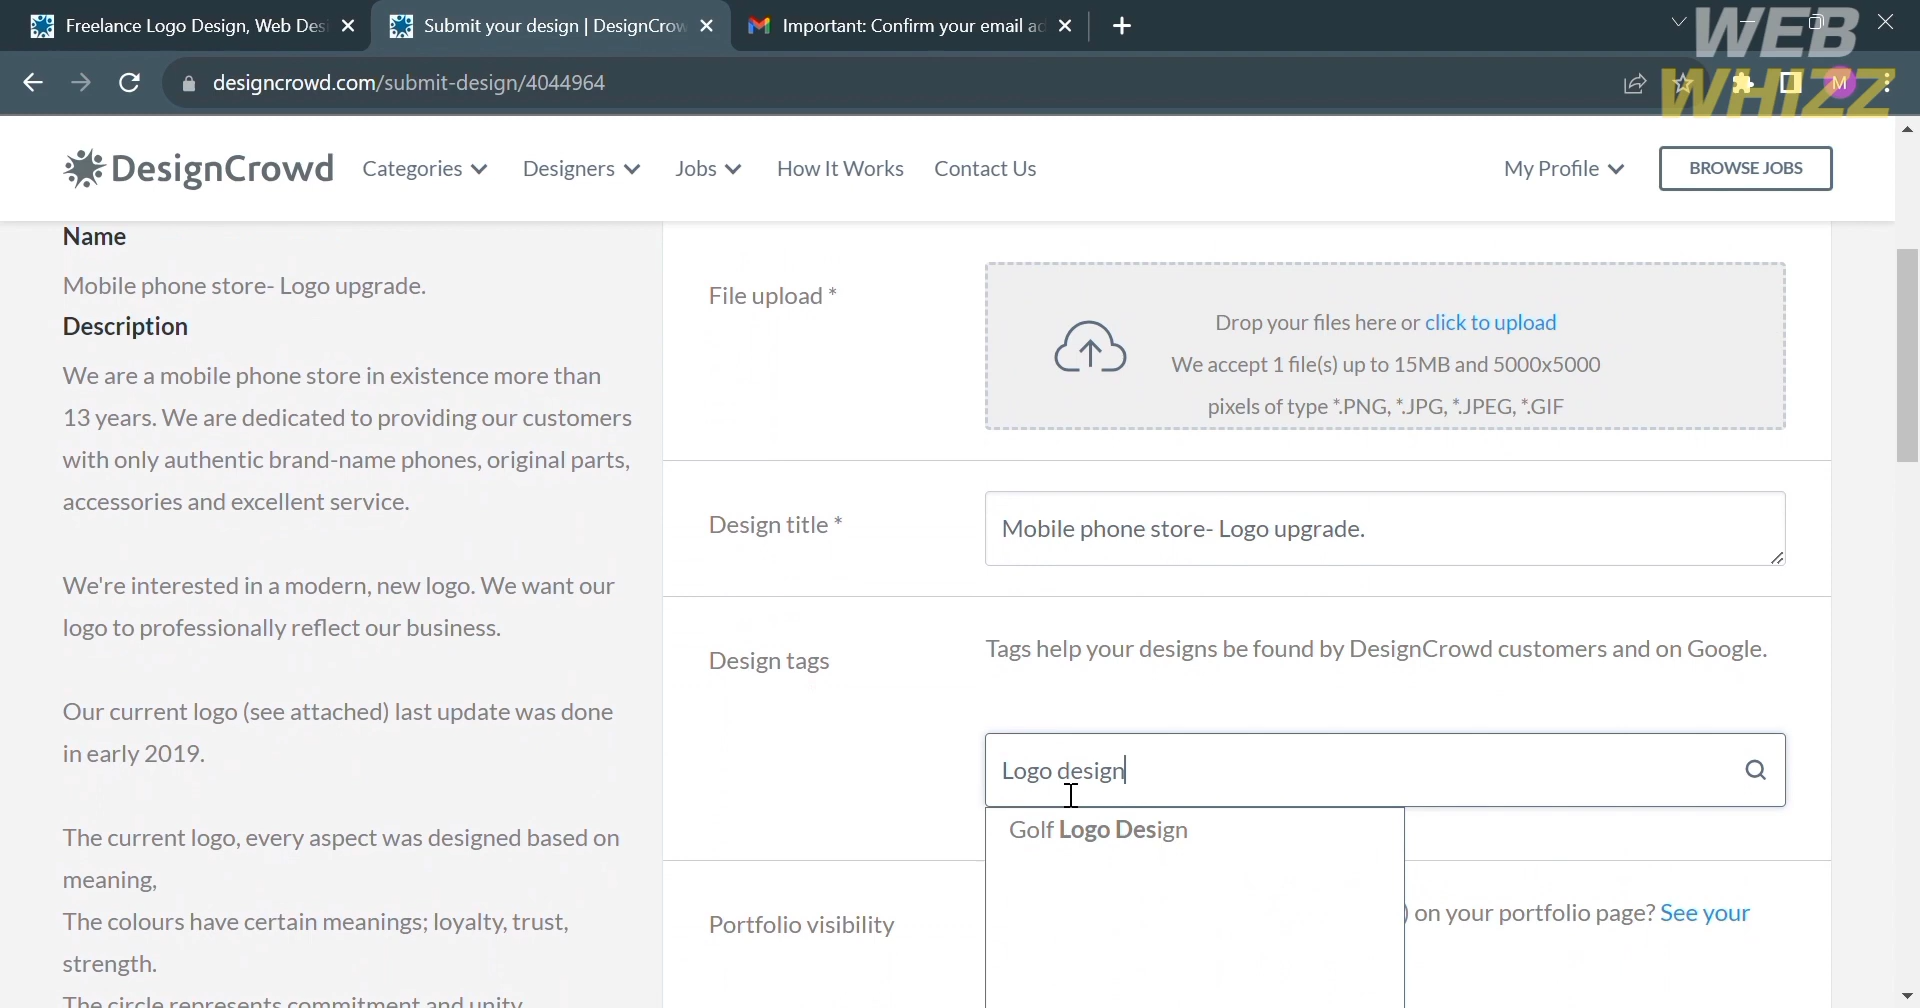 Freelance Logo Design, Web Des
Submit your design | DesignCrow
Important: Confirm your email ad
WEB
WHIZZ
designcrowd.com/submit-design/4044964
M
DesignCrowd
Categories
Designers
Jobs
How It Works
Contact Us
My Profile
BROWSE JOBS
Name
Mobile phone store- Logo upgrade.
Description
We are a mobile phone store in existence more than
13 years. We are dedicated to providing our customers
with only authentic brand-name phones, original parts,
accessories and excellent service.
We're interested in a modern, new logo. We want our
logo to professionally reflect our business.
Our current logo (see attached) last update was done
in early 2019.
The current logo, every aspect was designed based on
meaning,
The colours have certain meanings; loyalty, trust,
strength.
The circle represents commitment and unity
File upload *
Drop your files here or click to upload
We accept 1 file(s) up to 15MB and 5000x5000
pixels of type *.PNG, *.JPG, *.JPEG, *.GIF
Design title *
Mobile phone store- Logo upgrade.
Design tags
Tags help your designs be found by DesignCrowd customers and on Google.
Logo design
Golf Logo Design
Portfolio visibility
) on your portfolio page? See your